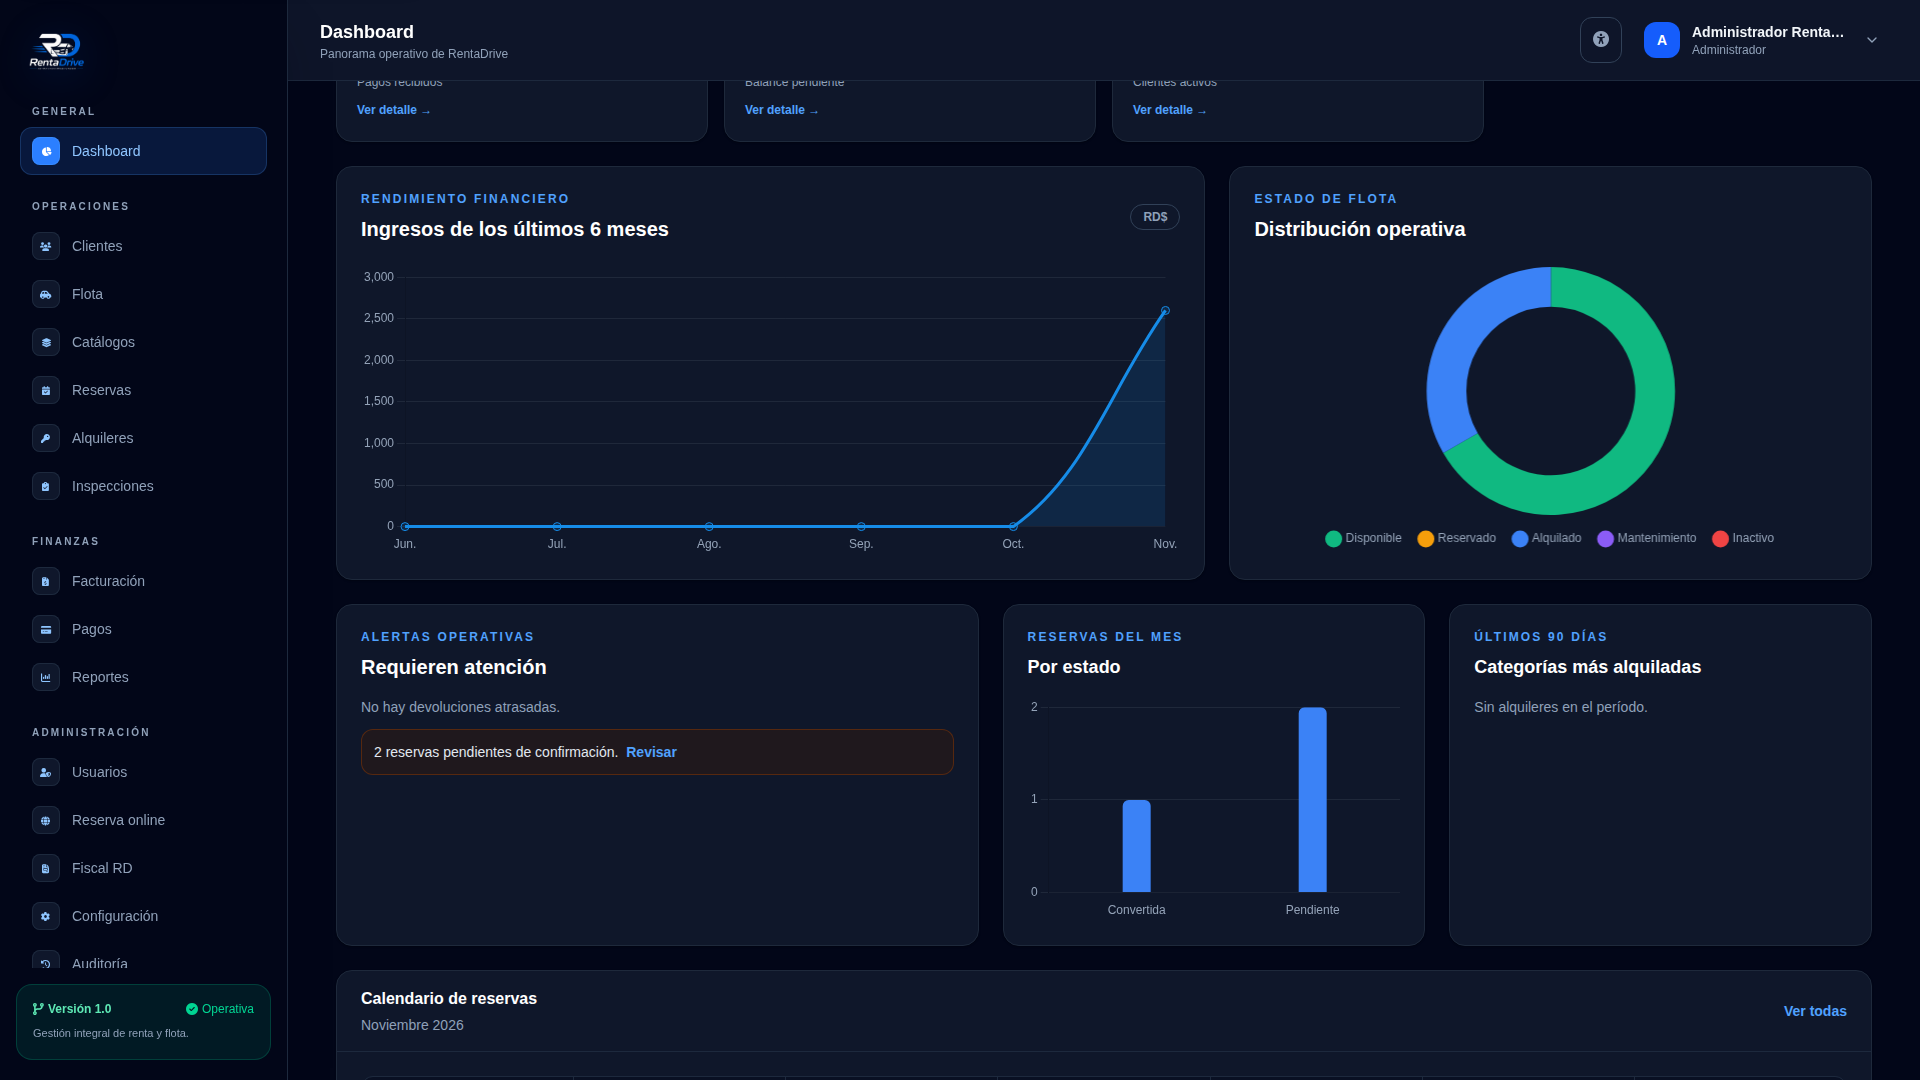 RentaDrive
GENERAL
Dashboard
OPERACIONES
Clientes
Flota
Catálogos
Reservas
Alquileres
Inspecciones
FINANZAS
Facturación
Pagos
Reportes
ADMINISTRACIÓN
Usuarios
Reserva online
Fiscal RD
Configuración
Auditoría
Versión 1.0
Operativa
Gestión integral de renta y flota.
Dashboard
Panorama operativo de RentaDrive
A
Administrador Renta…
Administrador
Pagos recibidos
Ver detalle →
Balance pendiente
Ver detalle →
Clientes activos
Ver detalle →
RENDIMIENTO FINANCIERO
Ingresos de los últimos 6 meses
RD$
3,000
2,500
2,000
1,500
1,000
500
0
Jun.
Jul.
Ago.
Sep.
Oct.
Nov.
ESTADO DE FLOTA
Distribución operativa
Disponible
Reservado
Alquilado
Mantenimiento
Inactivo
ALERTAS OPERATIVAS
Requieren atención
No hay devoluciones atrasadas.
2 reservas pendientes de confirmación. Revisar
RESERVAS DEL MES
Por estado
2
1
0
Convertida
Pendiente
ÚLTIMOS 90 DÍAS
Categorías más alquiladas
Sin alquileres en el período.
Calendario de reservas
Noviembre 2026
Ver todas